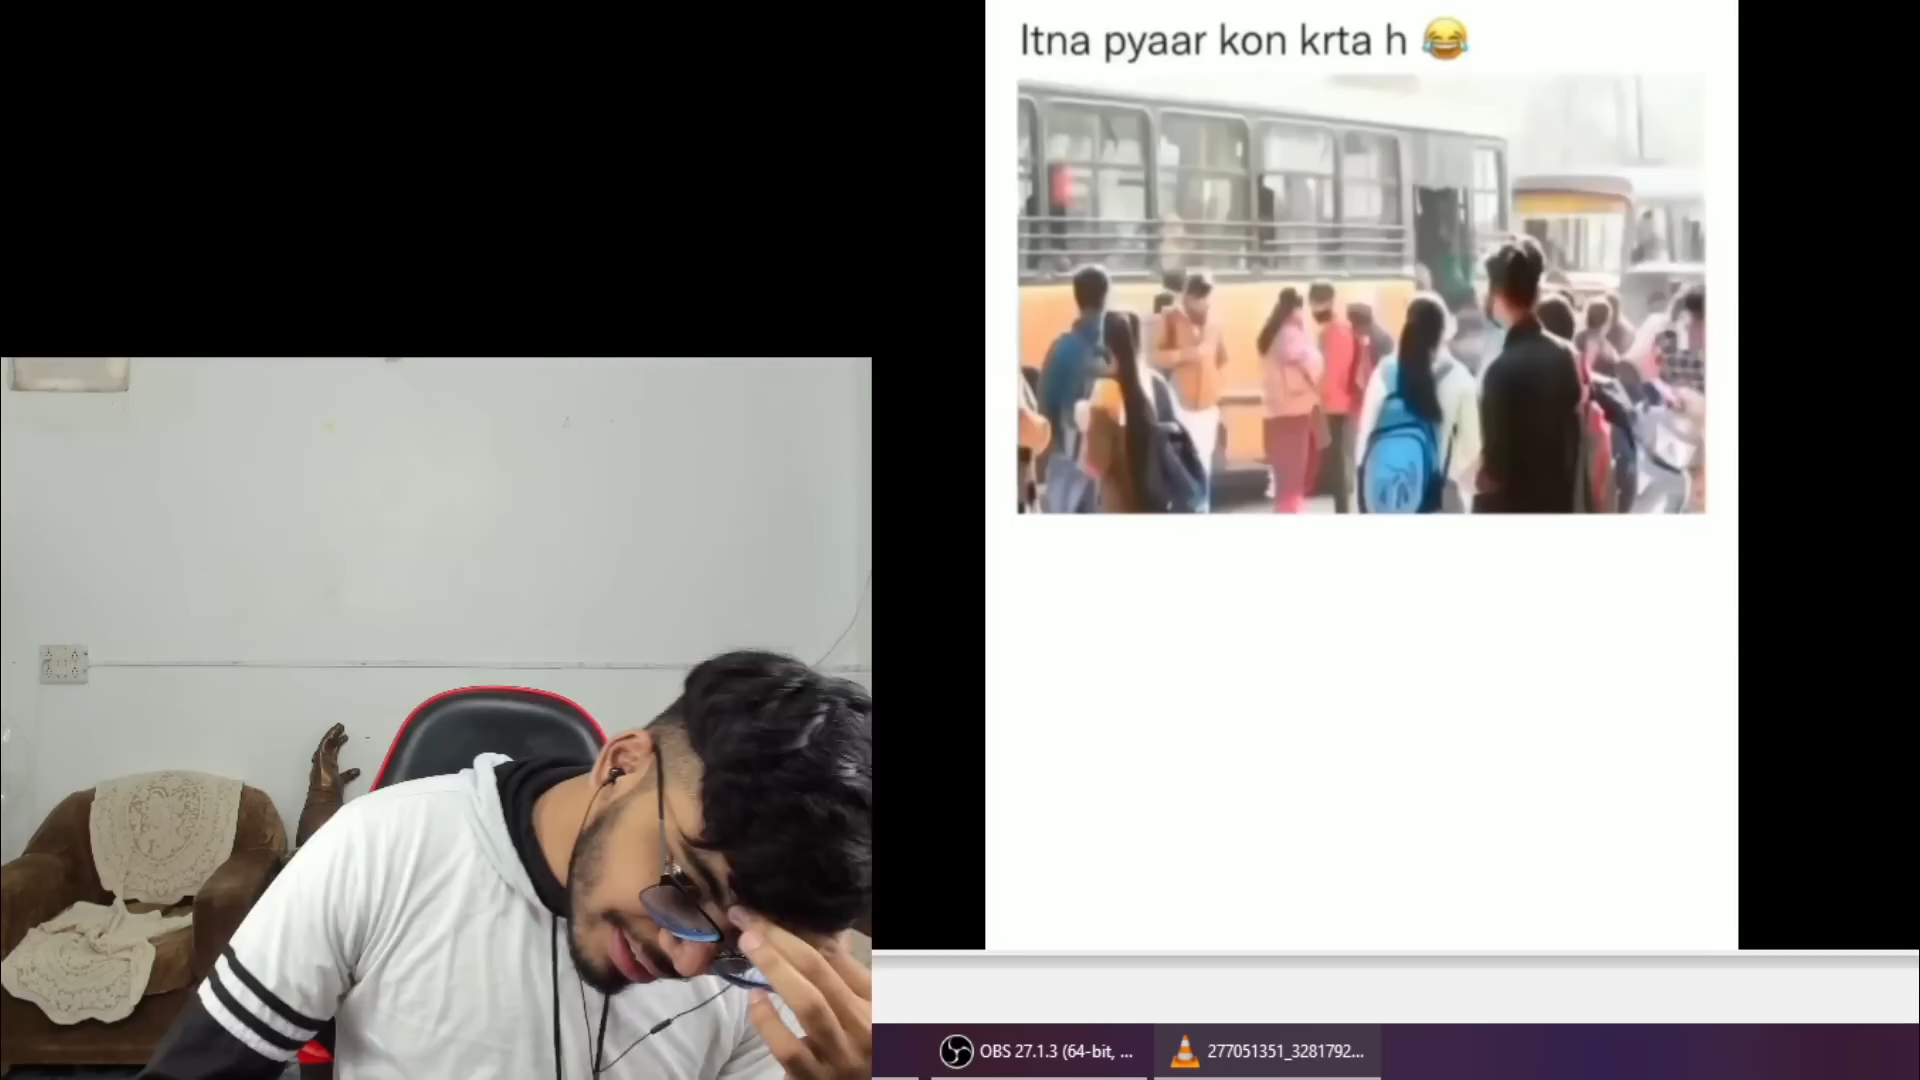 Itna pyaar kon krta h 😂
OBS 27.1.3 (64-bit, ...
277051351_3281792...